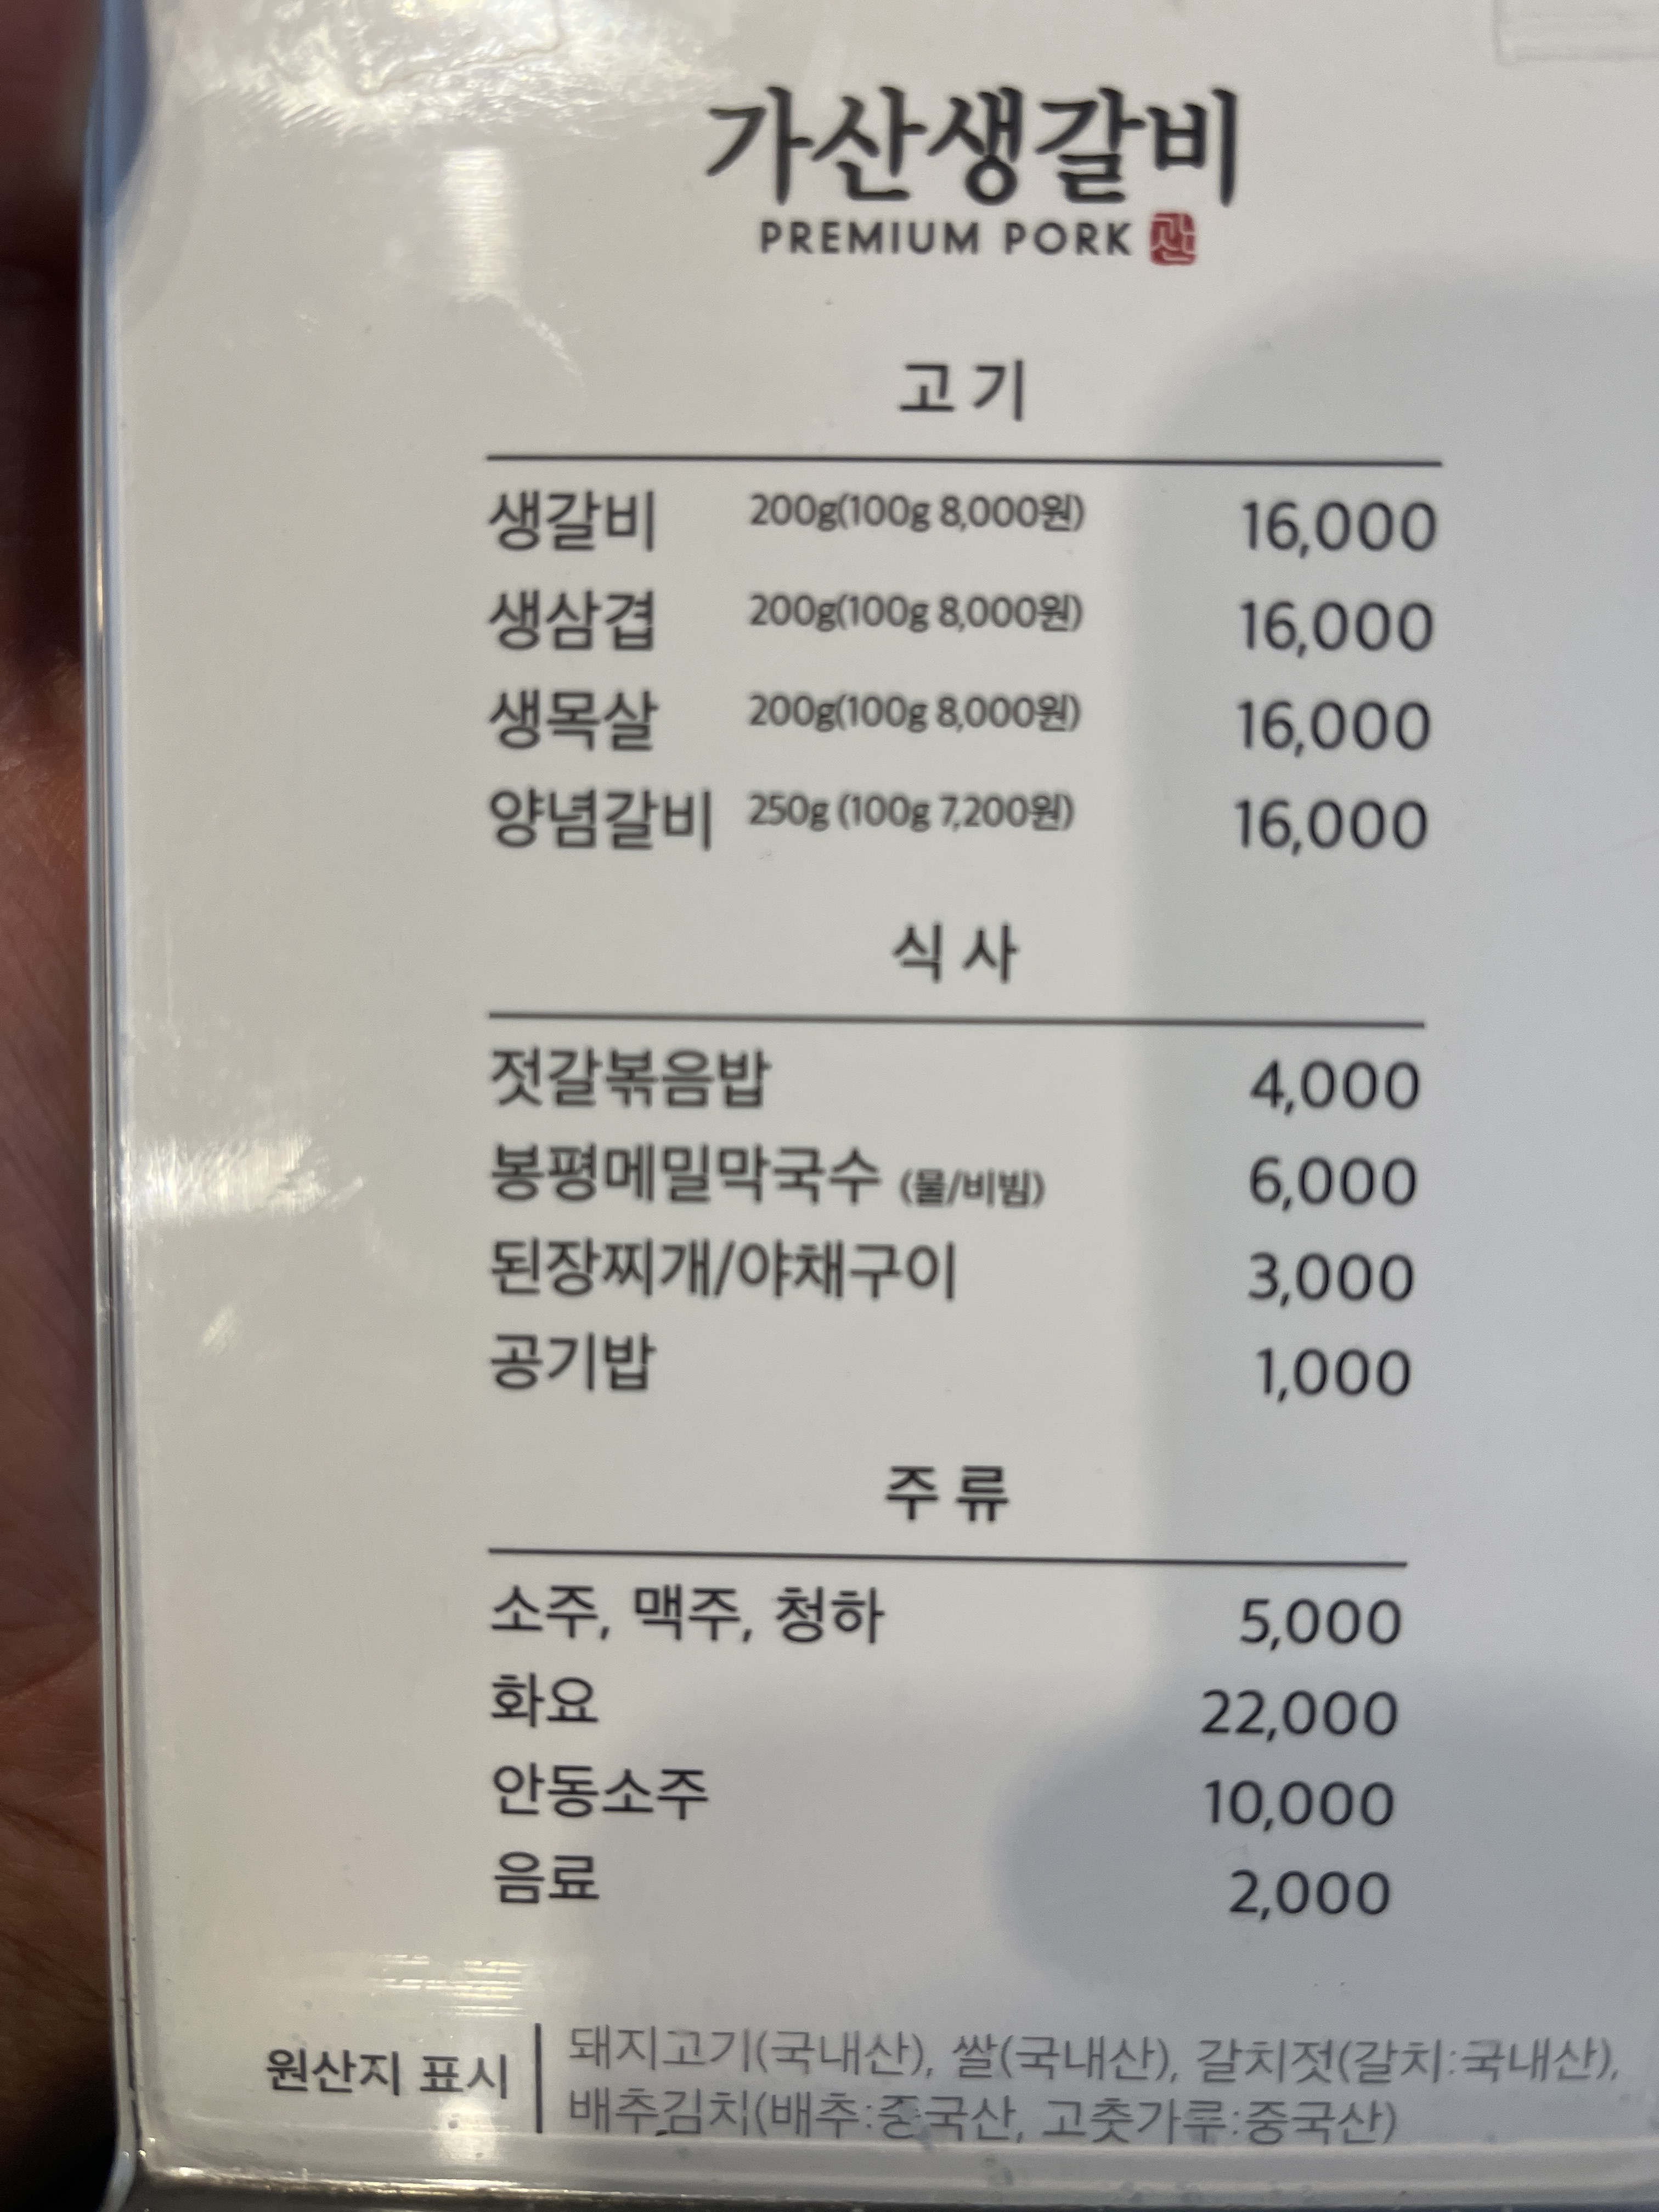 가산생갈비
PREMIUM PORK 가산
고기
생갈비 200g(100g 8,000원) 16,000
생삼겹 200g(100g 8,000원) 16,000
생목살 200g(100g 8,000원) 16,000
양념갈비 250g (100g 7,200원) 16,000
식사
젓갈볶음밥 4,000
봉평메밀막국수 (물/비빔) 6,000
된장찌개/야채구이 3,000
공기밥 1,000
주류
소주, 맥주, 청하 5,000
화요 22,000
안동소주 10,000
음료 2,000
원산지 표시
돼지고기(국내산), 쌀(국내산), 갈치젓(갈치:국내산),
배추김치(배추:중국산, 고춧가루:중국산)